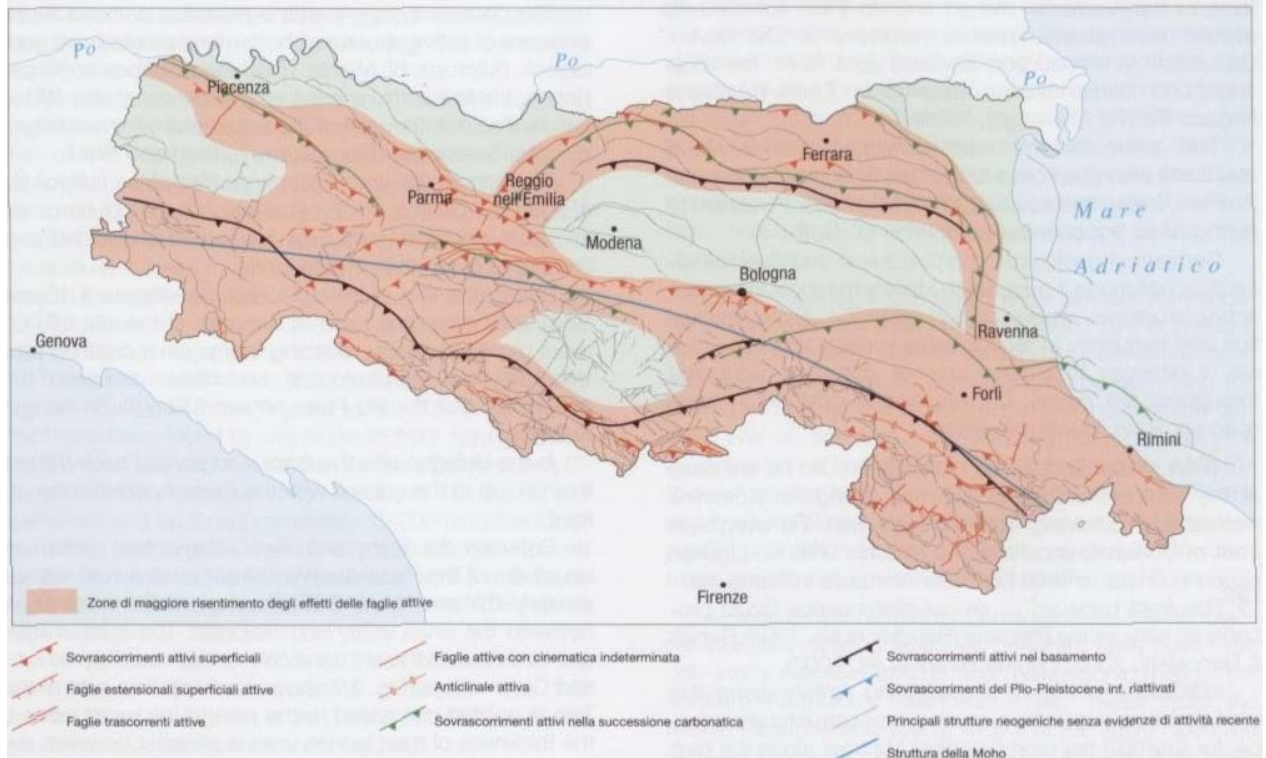 Po
Piacenza
Po
Po
Ferrara
Parma
Reggio
nell'Emilia
Modena
Mare
Adriatico
Bologna
Ravenna
Genova
Forlì
Rimini
Firenze
Zone di maggiore risentimento degli effetti delle faglie attive
Sovrascorrimenti attivi superficiali
Faglie estensionali superficiali attive
Faglie trascorrenti attive
Faglie attive con cinematica indeterminata
Anticlinale attive
Sovrascorrimenti attivi nella successione carbonatica
Sovrascorrimenti attivi nel basamento
Sovrascorrimenti del Plio-Pleistocene inf. riattivati
Principali strutture neogeniche senza evidenze di attività recente
Struttura della Moho